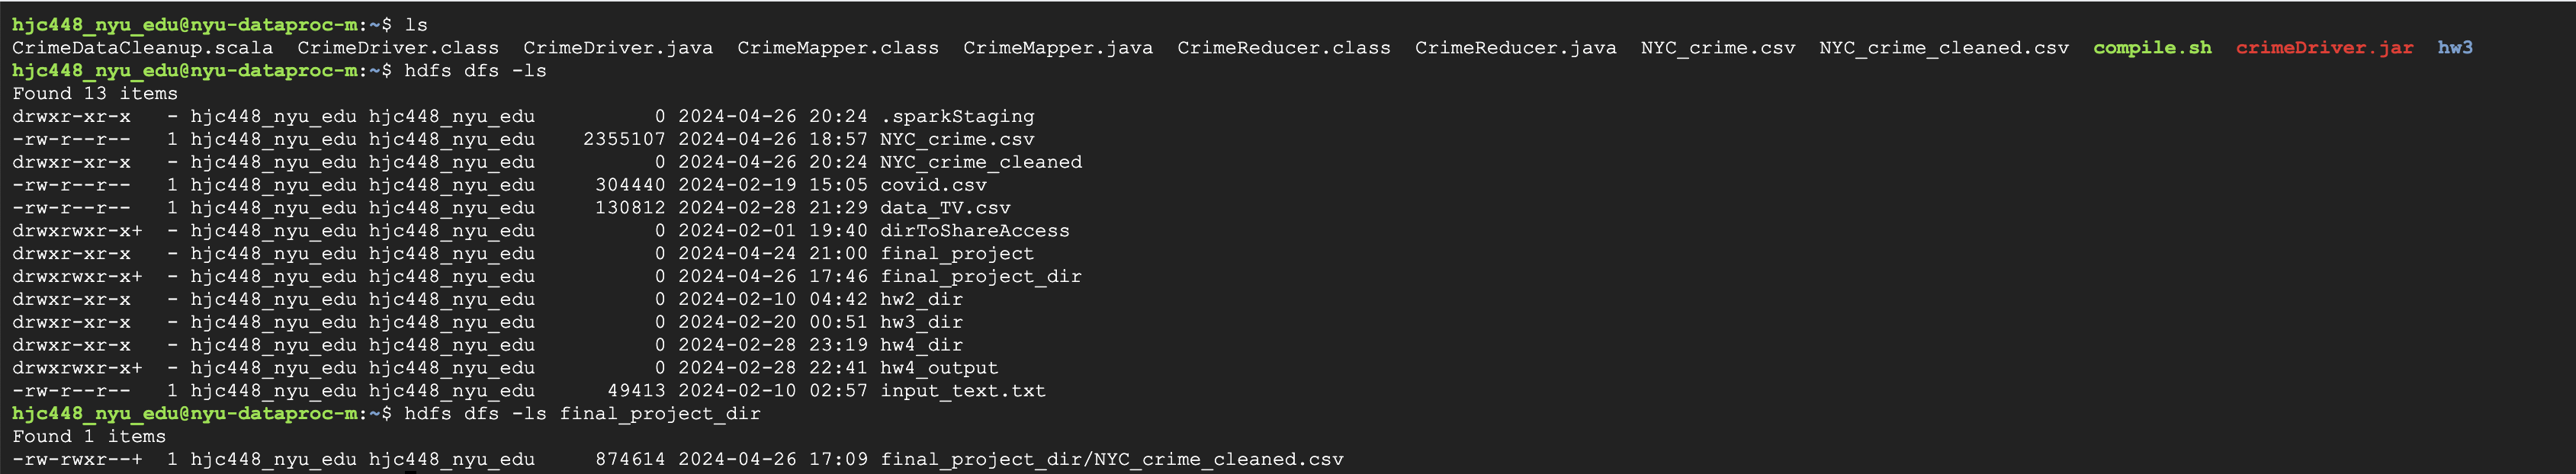 hjc448_nyu_edu@nyu-dataproc-m:~$ ls
CrimeDataCleanup.scala  CrimeDriver.class  CrimeDriver.java  CrimeMapper.class  CrimeMapper.java  CrimeReducer.class  CrimeReducer.java  NYC_crime.csv  NYC_crime_cleaned.csv  compile.sh  crimeDriver.jar  hw3
hjc448_nyu_edu@nyu-dataproc-m:~$ hdfs dfs -ls
Found 13 items
drwxr-xr-x   - hjc448_nyu_edu hjc448_nyu_edu          0 2024-04-26 20:24 .sparkStaging
-rw-r--r--   1 hjc448_nyu_edu hjc448_nyu_edu    2355107 2024-04-26 18:57 NYC_crime.csv
drwxr-xr-x   - hjc448_nyu_edu hjc448_nyu_edu          0 2024-04-26 20:24 NYC_crime_cleaned
-rw-r--r--   1 hjc448_nyu_edu hjc448_nyu_edu     304440 2024-02-19 15:05 covid.csv
-rw-r--r--   1 hjc448_nyu_edu hjc448_nyu_edu     130812 2024-02-28 21:29 data_TV.csv
drwxrwxr-x+  - hjc448_nyu_edu hjc448_nyu_edu          0 2024-02-01 19:40 dirToShareAccess
drwxr-xr-x   - hjc448_nyu_edu hjc448_nyu_edu          0 2024-04-24 21:00 final_project
drwxrwxr-x+  - hjc448_nyu_edu hjc448_nyu_edu          0 2024-04-26 17:46 final_project_dir
drwxr-xr-x   - hjc448_nyu_edu hjc448_nyu_edu          0 2024-02-10 04:42 hw2_dir
drwxr-xr-x   - hjc448_nyu_edu hjc448_nyu_edu          0 2024-02-20 00:51 hw3_dir
drwxr-xr-x   - hjc448_nyu_edu hjc448_nyu_edu          0 2024-02-28 23:19 hw4_dir
drwxrwxr-x+  - hjc448_nyu_edu hjc448_nyu_edu          0 2024-02-28 22:41 hw4_output
-rw-r--r--   1 hjc448_nyu_edu hjc448_nyu_edu      49413 2024-02-10 02:57 input_text.txt
hjc448_nyu_edu@nyu-dataproc-m:~$ hdfs dfs -ls final_project_dir
Found 1 items
-rw-rwxr--+  1 hjc448_nyu_edu hjc448_nyu_edu     874614 2024-04-26 17:09 final_project_dir/NYC_crime_cleaned.csv